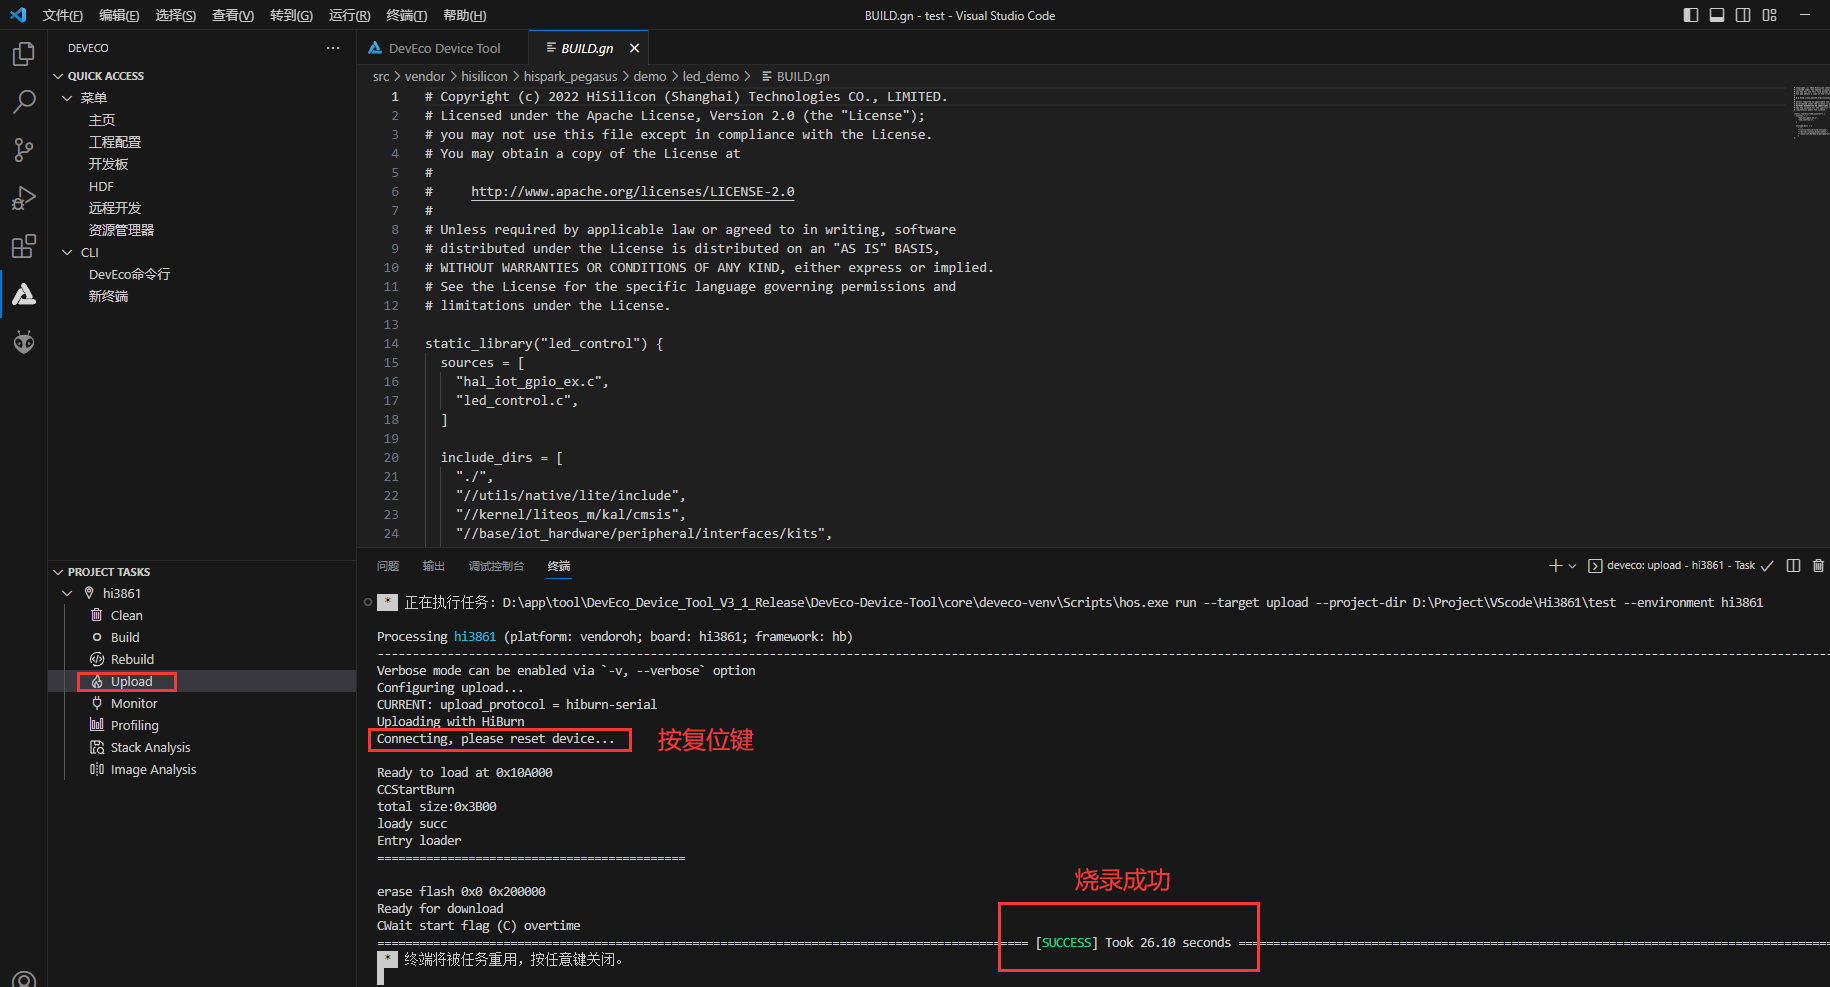 文件(F) 编辑(E) 选择(S) 查看(V) 转到(G) 运行(R) 终端(T) 帮助(H)
BUILD.gn - test - Visual Studio Code
DEVECO
QUICK ACCESS
菜单
主页
工程配置
开发板
HDF
远程开发
资源管理器
CLI
DevEco命令行
新终端
PROJECT TASKS
hi3861
Clean
Build
Rebuild
Upload
Monitor
Profiling
Stack Analysis
Image Analysis
DevEco Device Tool
BUILD.gn
src > vendor > hisilicon > hispark_pegasus > demo > led_demo > BUILD.gn
1 # Copyright (c) 2022 HiSilicon (Shanghai) Technologies CO., LIMITED.
2 # Licensed under the Apache License, Version 2.0 (the "License");
3 # you may not use this file except in compliance with the License.
4 # You may obtain a copy of the License at
5 #
6 #     http://www.apache.org/licenses/LICENSE-2.0
7 #
8 # Unless required by applicable law or agreed to in writing, software
9 # distributed under the License is distributed on an "AS IS" BASIS,
10 # WITHOUT WARRANTIES OR CONDITIONS OF ANY KIND, either express or implied.
11 # See the License for the specific language governing permissions and
12 # limitations under the License.
13
14 static_library("led_control") {
15   sources = [
16     "hal_iot_gpio_ex.c",
17     "led_control.c",
18   ]
19
20   include_dirs = [
21     "./",
22     "//utils/native/lite/include",
23     "//kernel/liteos_m/kal/cmsis",
24     "//base/iot_hardware/peripheral/interfaces/kits",
问题 输出 调试控制台 终端
deveco: upload - hi3861 - Task
* 正在执行任务: D:\app\tool\DevEco_Device_Tool_V3_1_Release\DevEco-Device-Tool\core\deveco-venv\Scripts\hos.exe run --target upload --project-dir D:\Project\VScode\Hi3861\test --environment hi3861
Processing hi3861 (platform: vendoroh; board: hi3861; framework: hb)
Verbose mode can be enabled via `-v, --verbose` option
Configuring upload...
CURRENT: upload_protocol = hiburn-serial
Uploading with HiBurn
Connecting, please reset device...
按复位键
Ready to load at 0x10A000
CCStartBurn
total size:0x3B00
loady succ
Entry loader
============================================
erase flash 0x0 0x200000
Ready for download
CWait start flag (C) overtime
烧录成功
[SUCCESS] Took 26.10 seconds
* 终端将被任务重用，按任意键关闭。